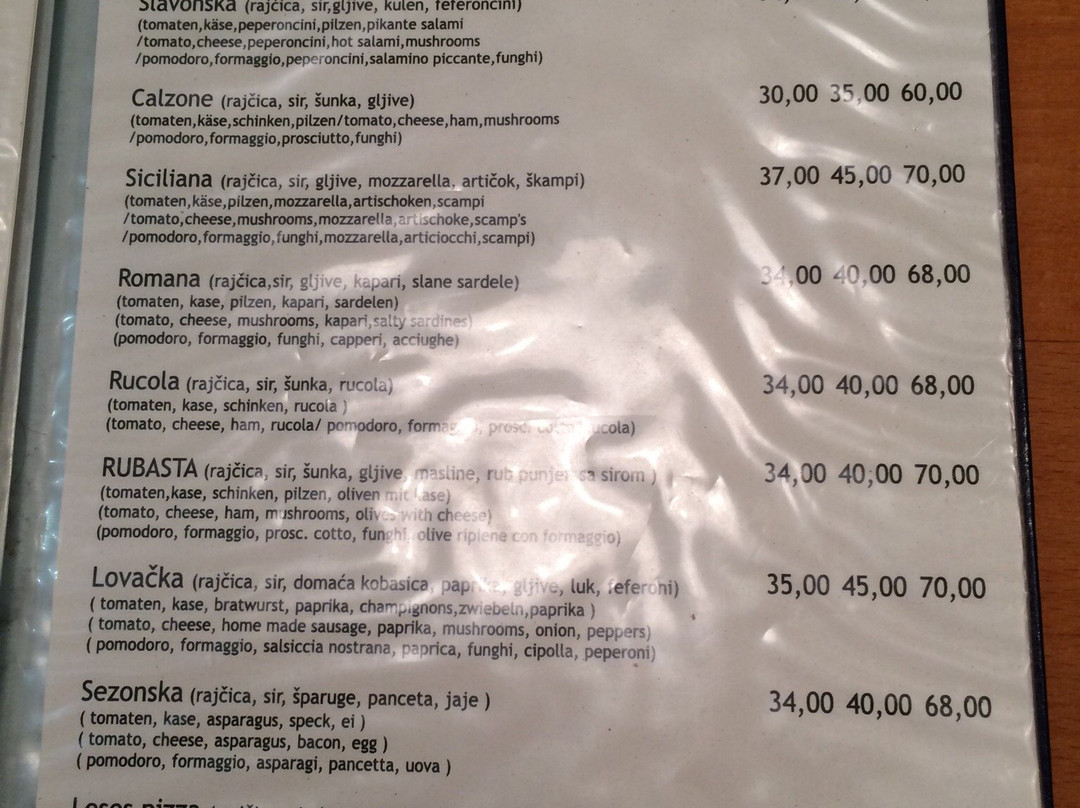 Slavonska (rajčica, sir,gljive, kulen, feferončini)
(tomaten,käse,peperoncini,pilzen,pikante salami
/tomato,cheese,peperoncini,hot salami,mushrooms
/pomodoro,formaggio,peperoncini,salamino piccante,funghi)
Calzone (rajčica, sir, šunka, gljive) 30,00 35,00 60,00
(tomaten,käse,schinken,pilzen/tomato,cheese,ham,mushrooms
/pomodoro,formaggio,prosciutto,funghi)
Siciliana (rajčica, sir, gljive, mozzarella, artičok, škampi) 37,00 45,00 70,00
(tomaten,käse,pilzen,mozzarella,artischoken,scampi
/tomato,cheese,mushrooms,mozzarella,artischoke,scamp's
/pomodoro,formaggio,funghi,mozzarella,articiocchi,scampi)
Romana (rajčica,sir, gljive, kapari, slane sardele) 34,00 40,00 68,00
(tomaten, kase, pilzen, kapari, sardelen)
(tomato, cheese, mushrooms, kapari,salty sardines)
(pomodoro, formaggio, funghi, capperi, acciughe)
Rucola (rajčica, sir, šunka, rucola) 34,00 40,00 68,00
(tomaten, kase, schinken, rucola )
(tomato, cheese, ham, rucola/ pomodoro, formaggio, prosc. cotto, rucola)
RUBASTA (rajčica, sir, šunka, gljive, masline, rub punjen sa sirom ) 34,00 40;00 70,00
(tomaten,kase, schinken, pilzen, oliven mit kase)
(tomato, cheese, ham, mushrooms, olives with cheese)
(pomodoro, formaggio, prosc. cotto, funghi, olive ripiene con formaggio)
Lovačka (rajčica, sir, domaća kobasica, paprika, gljive, luk, feferoni) 35,00 45,00 70,00
( tomaten, kase, bratwurst, paprika, champignons,zwiebeln,paprika )
( tomato, cheese, home made sausage, paprika, mushrooms, onion, peppers)
( pomodoro, formaggio, salsiccia nostrana, paprica, funghi, cipolla, peperoni)
Sezonska (rajčica, sir, šparuge, panceta, jaje ) 34,00 40,00 68,00
( tomaten, kase, asparagus, speck, ei )
( tomato, cheese, asparagus, bacon, egg )
( pomodoro, formaggio, asparagi, pancetta, uova )
Losos pizza